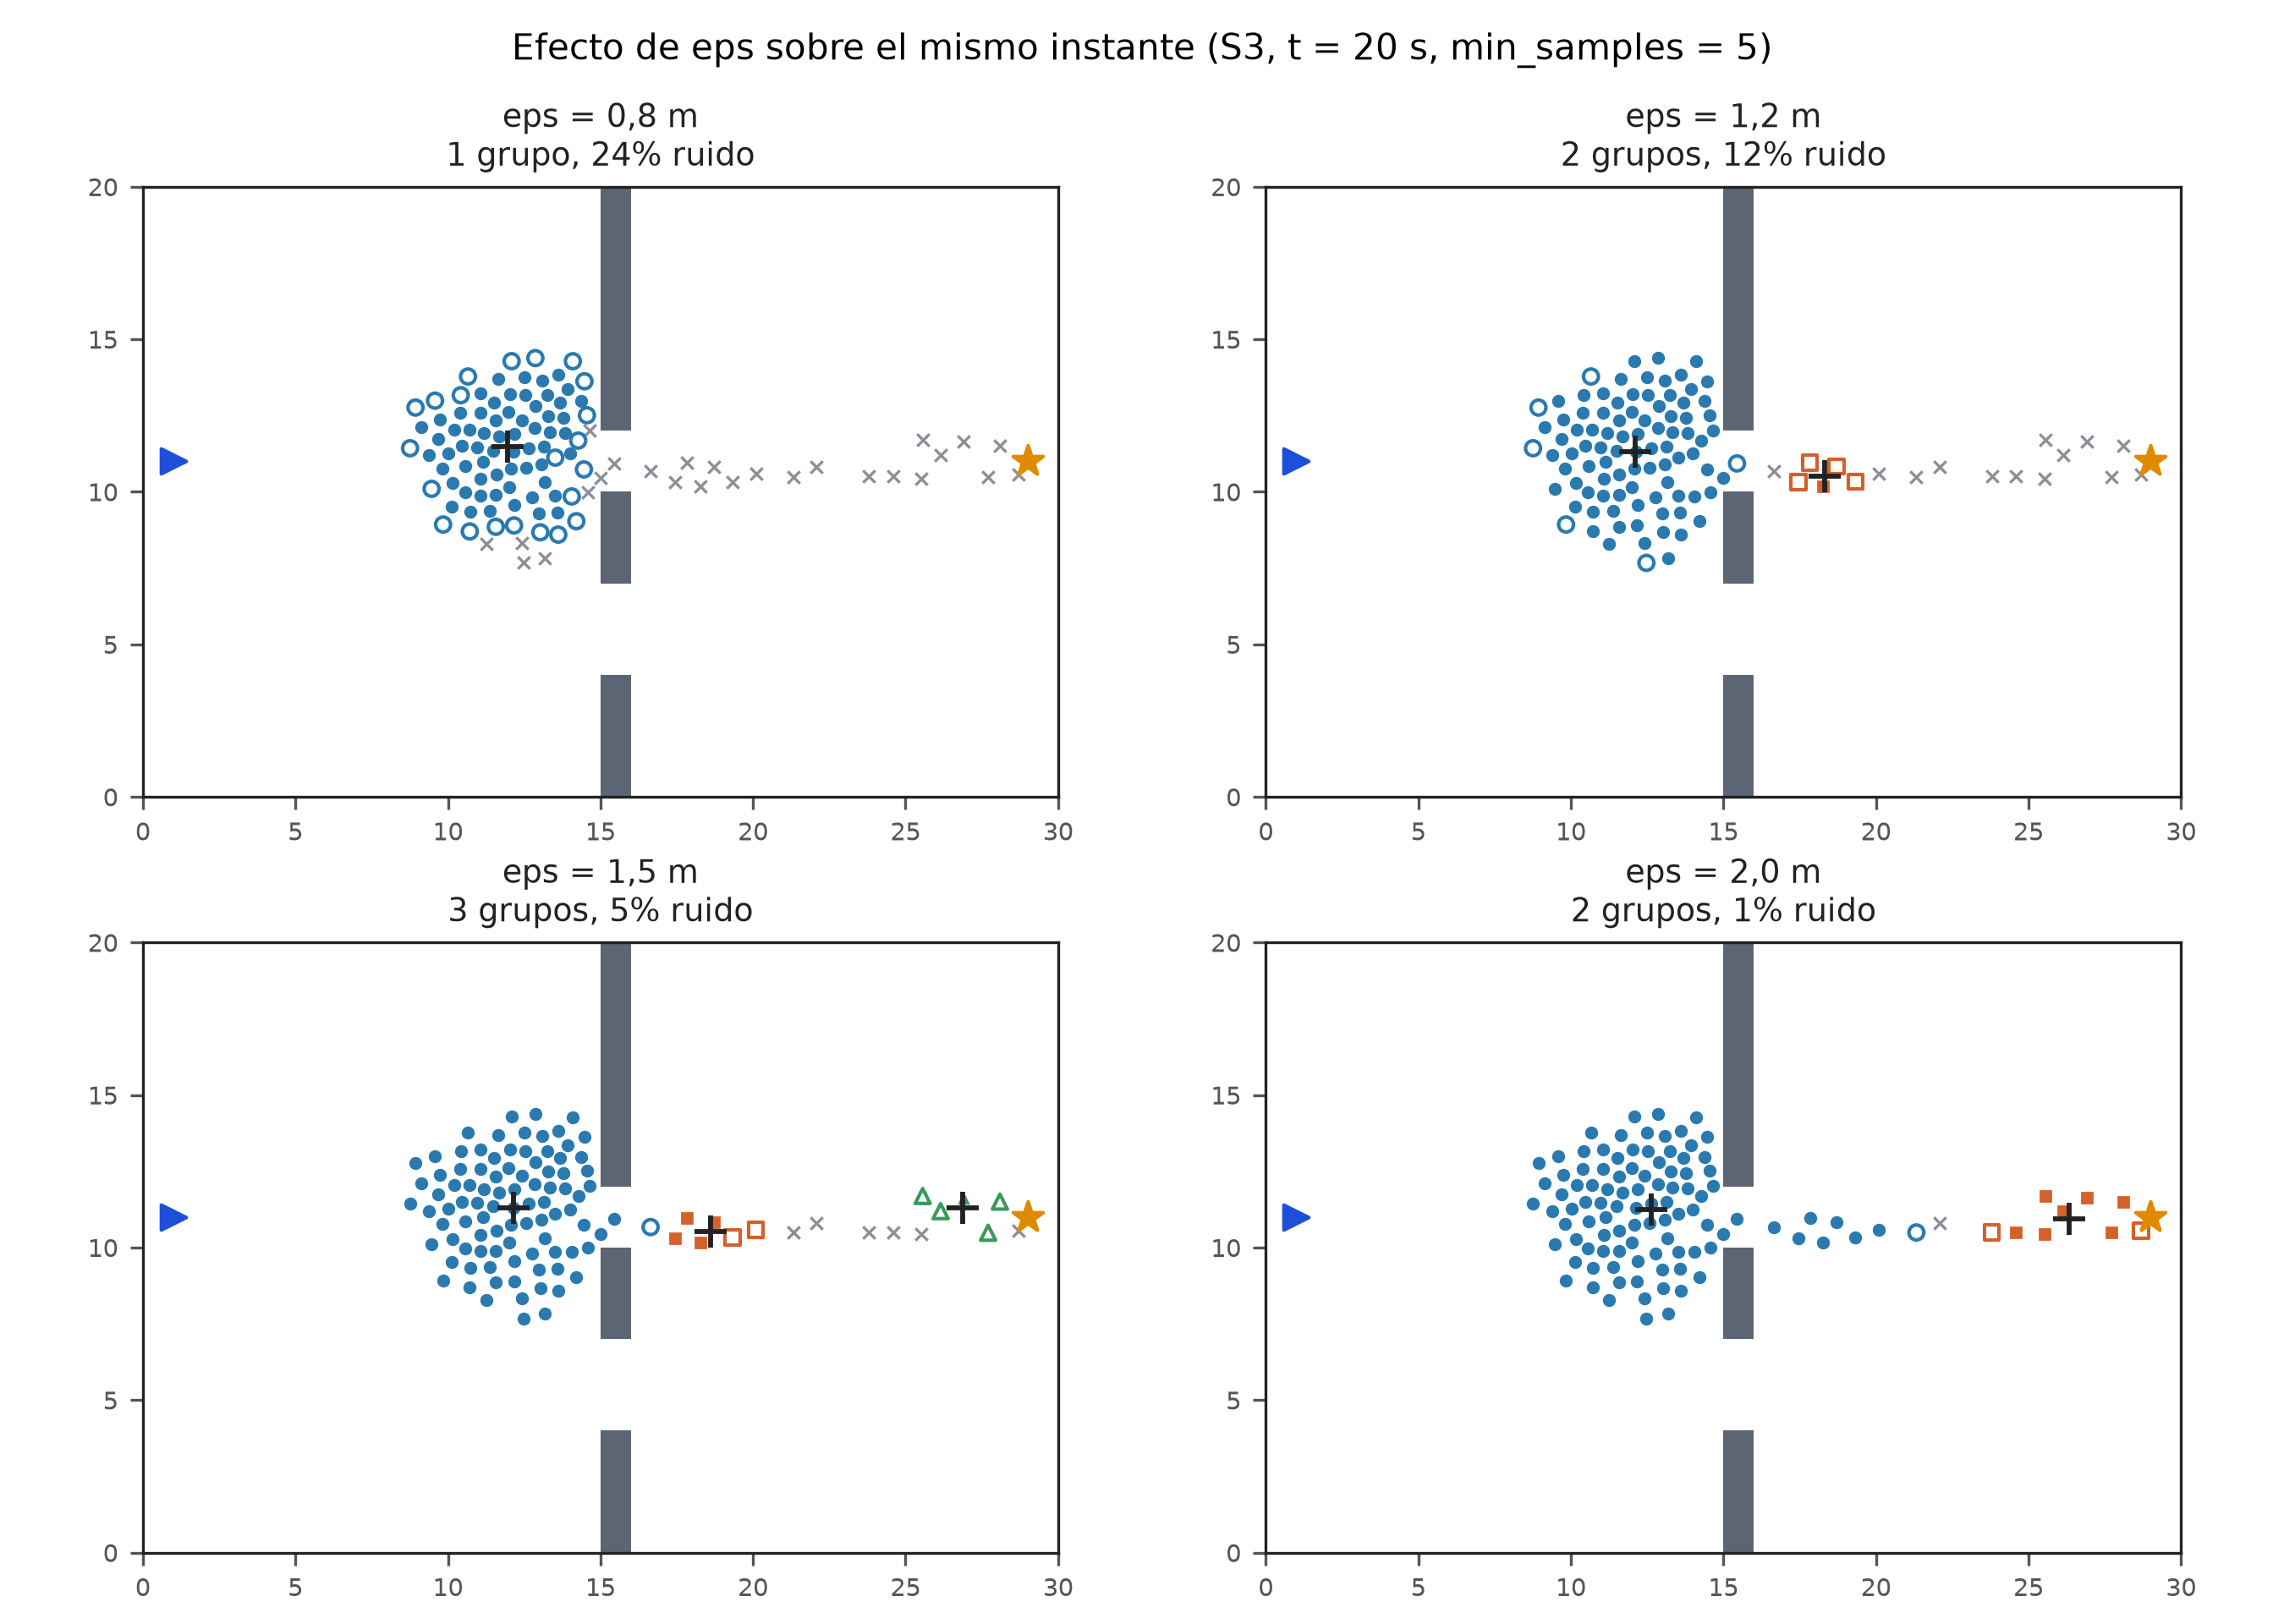 Efecto de eps sobre el mismo instante (S3, t = 20 s, min_samples = 5)
eps = 0,8 m
1 grupo, 24% ruido
20
15
10
5
0
0 5 10 15 20 25 30
eps = 1,2 m
2 grupos, 12% ruido
20
15
10
5
0
0 5 10 15 20 25 30
eps = 1,5 m
3 grupos, 5% ruido
20
15
10
5
0
0 5 10 15 20 25 30
eps = 2,0 m
2 grupos, 1% ruido
20
15
10
5
0
0 5 10 15 20 25 30